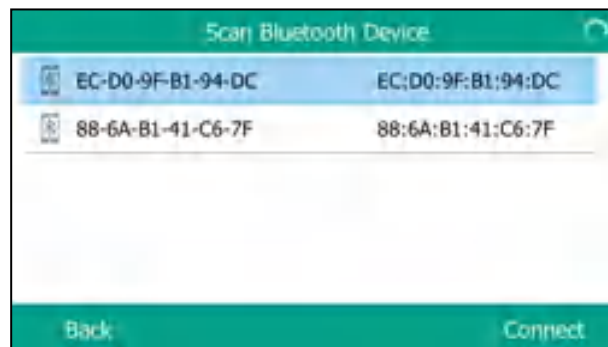 Scan Bluetooth Device
EC-D0-9F-B1-94-DC EC:D0:9F:B1:94:DC
88-6A-B1-41-C6-7F 88:6A:B1:41:C6:7F
Back Connect